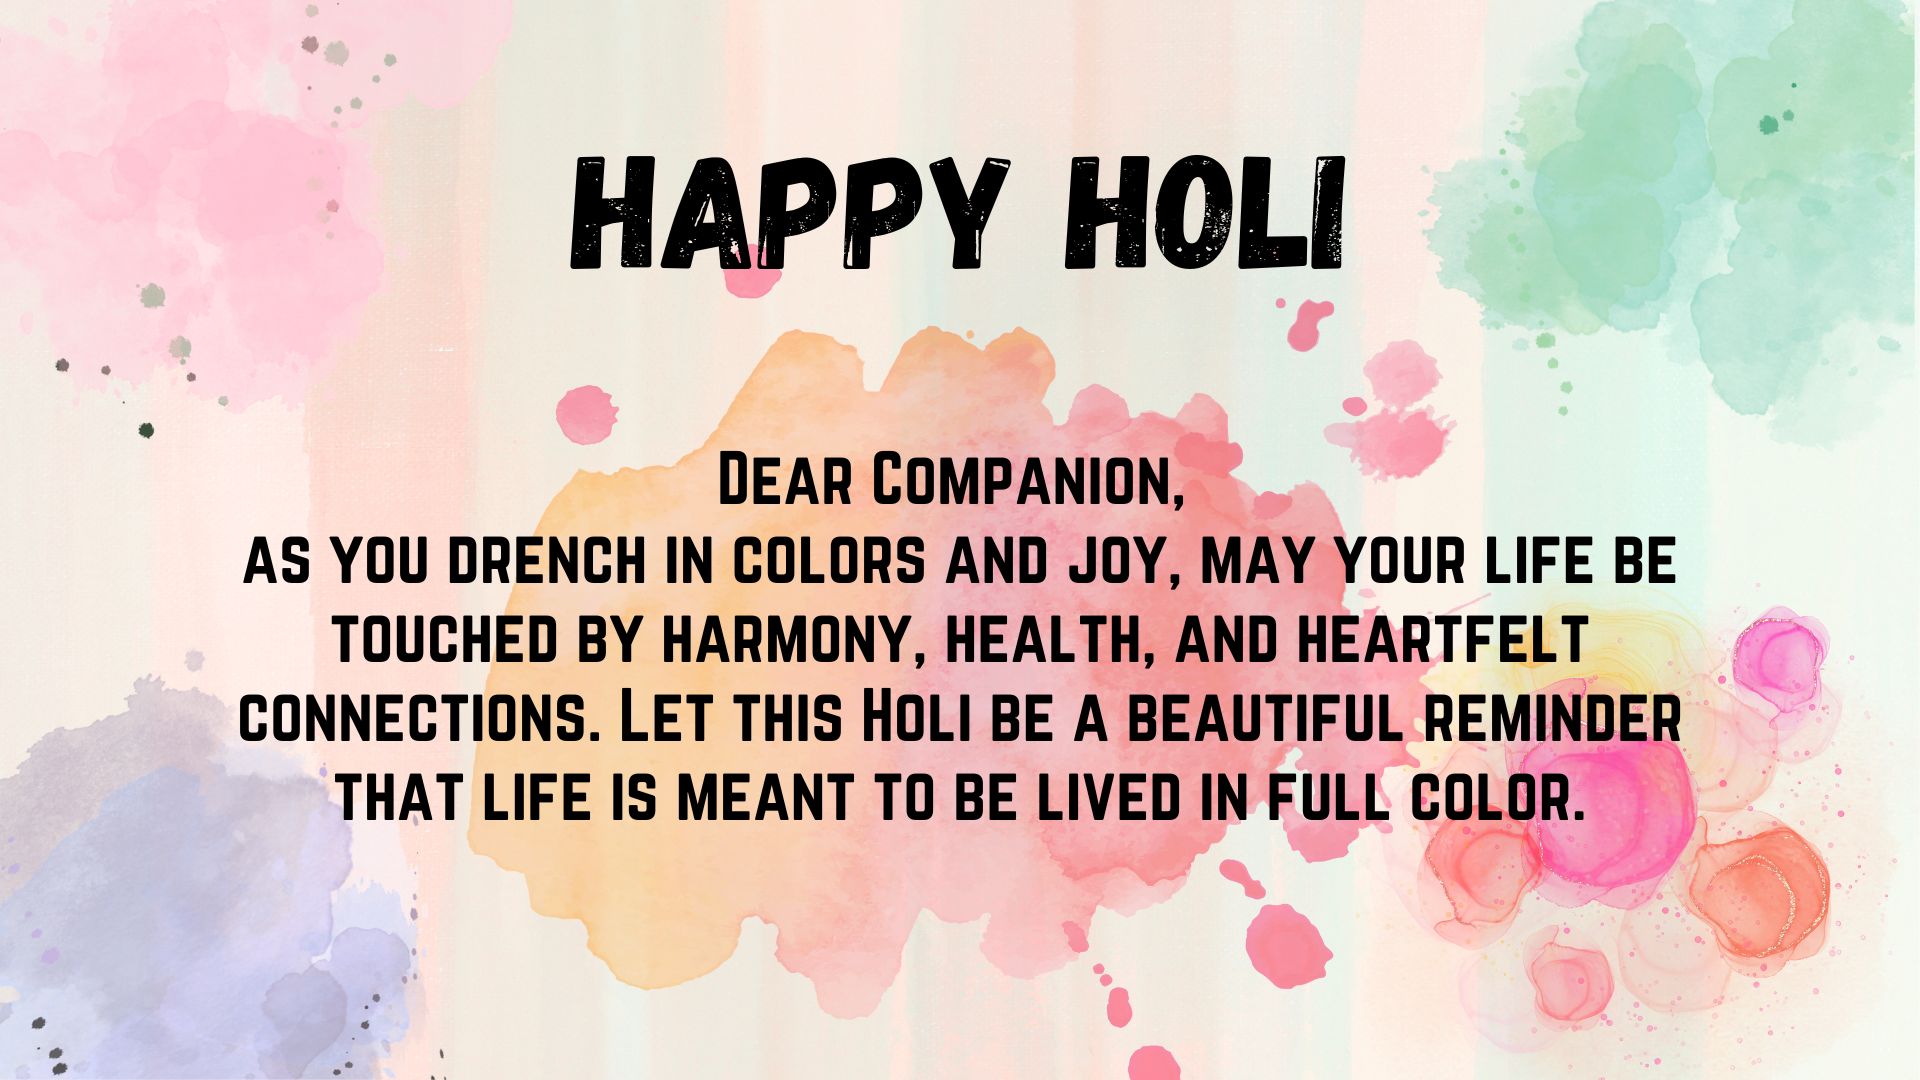 HAPPY HOLI
Dear Companion,
as you drench in colors and joy, may your life be
touched by harmony, health, and heartfelt
connections. Let this Holi be a beautiful reminder
that life is meant to be lived in full color.